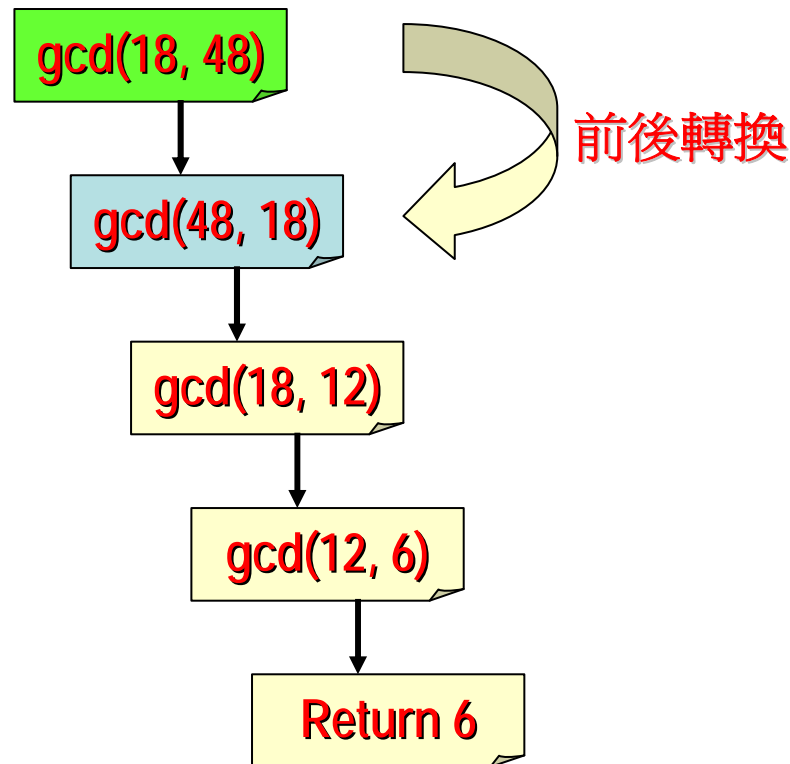 gcd(18, 48)
前後轉換
gcd(48, 18)
gcd(18, 12)
gcd(12, 6)
Return 6